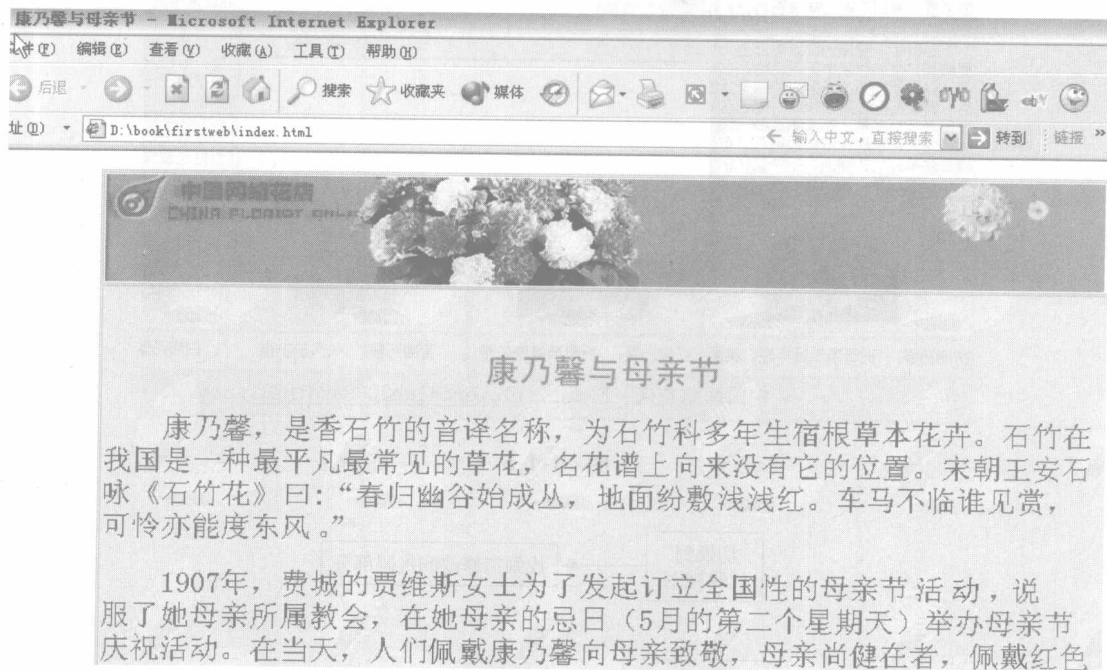 康乃馨与母亲节 - Microsoft Internet Explorer
件(F) 编辑(E) 查看(V) 收藏(A) 工具(T) 帮助(H)
后退 搜索 收藏夹 媒体
址(D) D:\book\firstweb\index.html 输入中文，直接搜索 转到 链接 »
中国网络花店
CHINA FLORIST
康乃馨与母亲节
康乃馨，是香石竹的音译名称，为石竹科多年生宿根草本花卉。石竹在
我国是一种最平凡最常见的草花，名花谱上向来没有它的位置。宋朝王安石
咏《石竹花》曰:“春归幽谷始成丛，地面纷敷浅浅红。车马不临谁见赏，
可怜亦能度东风。”
1907年，费城的贾维斯女士为了发起订立全国性的母亲节活动，说
服了她母亲所属教会，在她母亲的忌日（5月的第二个星期天）举办母亲节
庆祝活动。在当天，人们佩戴康乃馨向母亲致敬，母亲尚健在者，佩戴红色